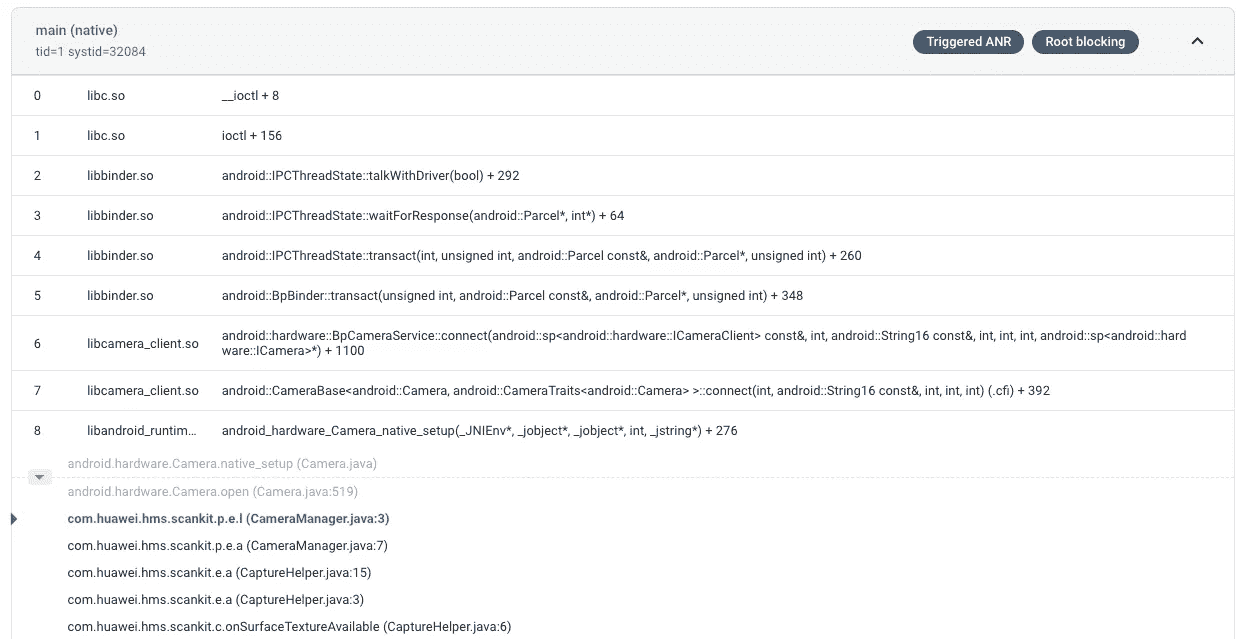 main (native)
tid=1 systid=32084
Triggered ANR
Root blocking
0 libc.so __ioctl + 8
1 libc.so ioctl + 156
2 libbinder.so android::IPCThreadState::talkWithDriver(bool) + 292
3 libbinder.so android::IPCThreadState::waitForResponse(android::Parcel*, int*) + 64
4 libbinder.so android::IPCThreadState::transact(int, unsigned int, android::Parcel const&, android::Parcel*, unsigned int) + 260
5 libbinder.so android::BpBinder::transact(unsigned int, android::Parcel const&, android::Parcel*, unsigned int) + 348
6 libcamera_client.so android::hardware::BpCameraService::connect(android::sp<android::hardware::ICameraClient> const&, int, android::String16 const&, int, int, int, android::sp<android::hard
ware::ICamera>*) + 1100
7 libcamera_client.so android::CameraBase<android::Camera, android::CameraTraits<android::Camera> >::connect(int, android::String16 const&, int, int, int) (.cfi) + 392
8 libandroid_runtim... android_hardware_Camera_native_setup(_JNIEnv*, _jobject*, _jobject*, int, _jstring*) + 276
android.hardware.Camera.native_setup (Camera.java)
android.hardware.Camera.open (Camera.java:519)
com.huawei.hms.scankit.p.e.l (CameraManager.java:3)
com.huawei.hms.scankit.p.e.a (CameraManager.java:7)
com.huawei.hms.scankit.e.a (CaptureHelper.java:15)
com.huawei.hms.scankit.e.a (CaptureHelper.java:3)
com.huawei.hms.scankit.c.onSurfaceTextureAvailable (CaptureHelper.java:6)